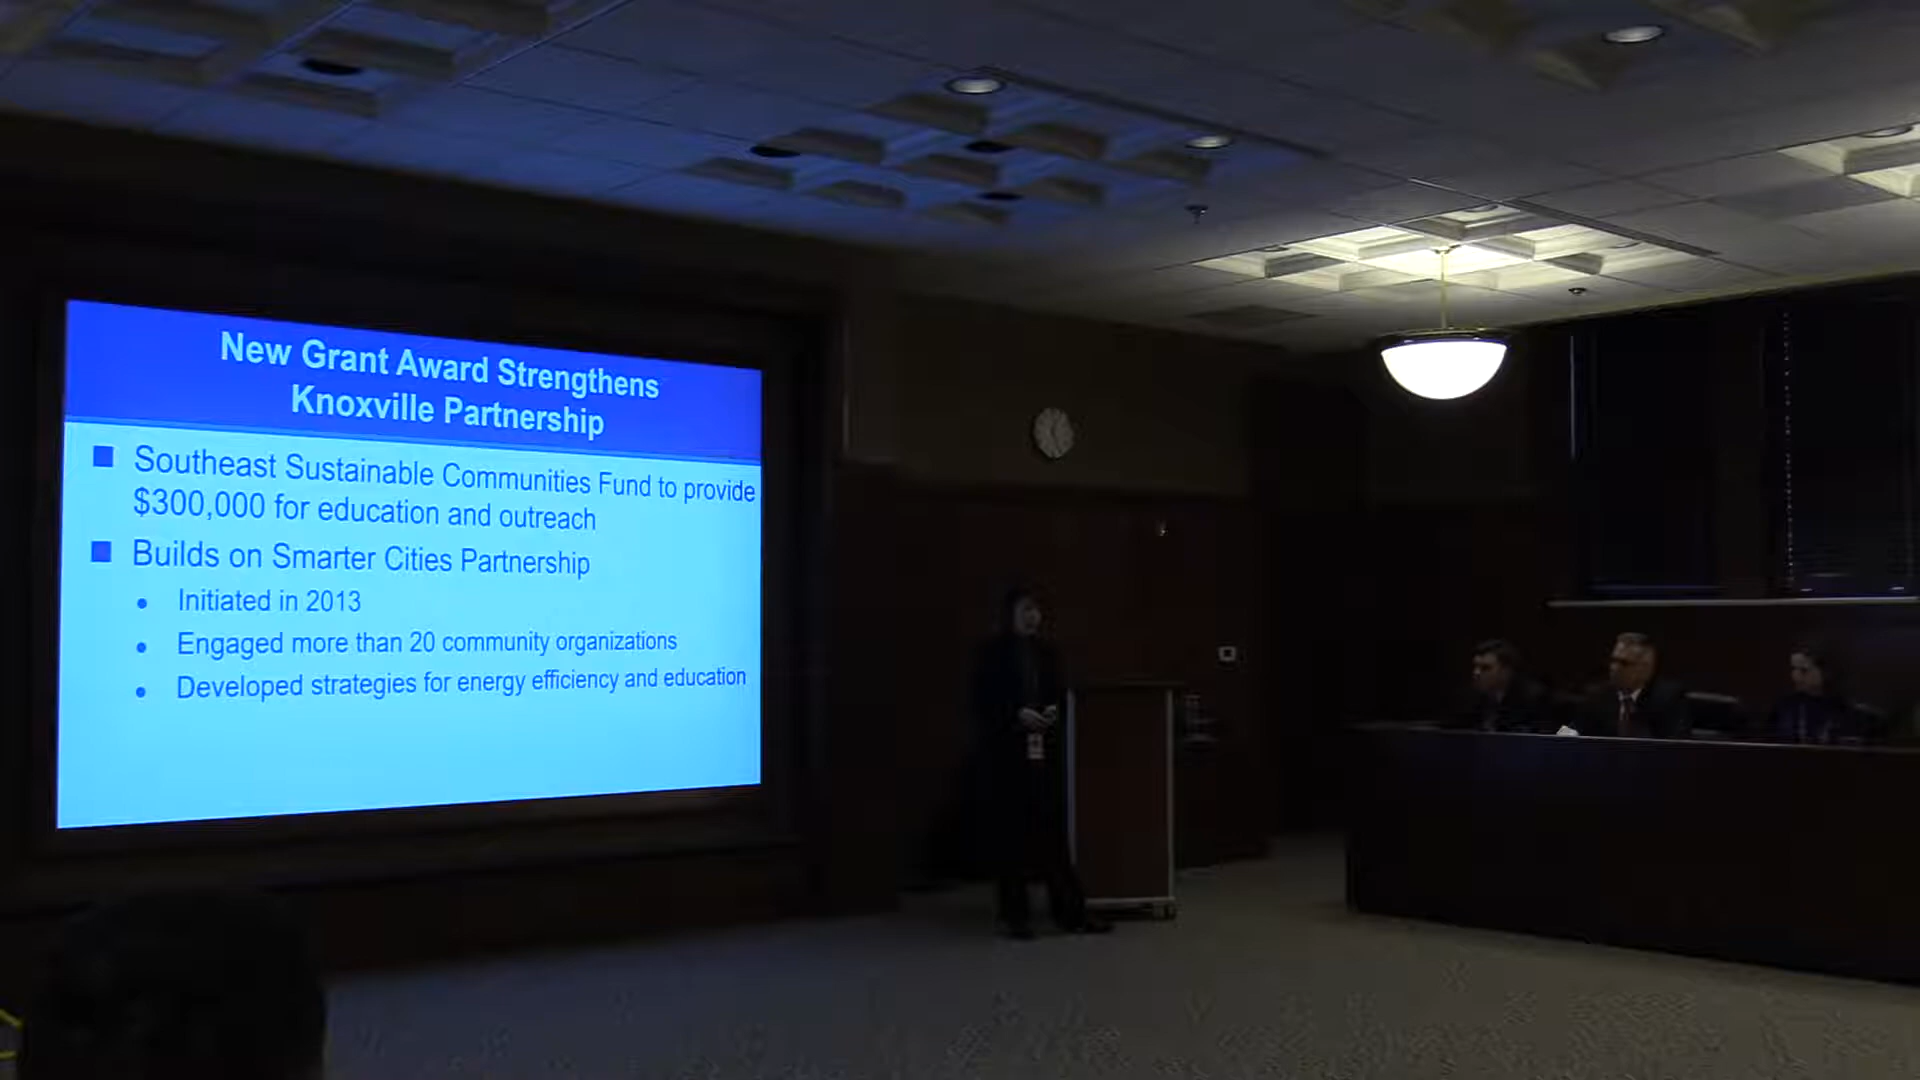 New Grant Award Strengthens
Knoxville Partnership
Southeast Sustainable Communities Fund to provide
$300,000 for education and outreach
Builds on Smarter Cities Partnership
Initiated in 2013
Engaged more than 20 community organizations
Developed strategies for energy efficiency and education